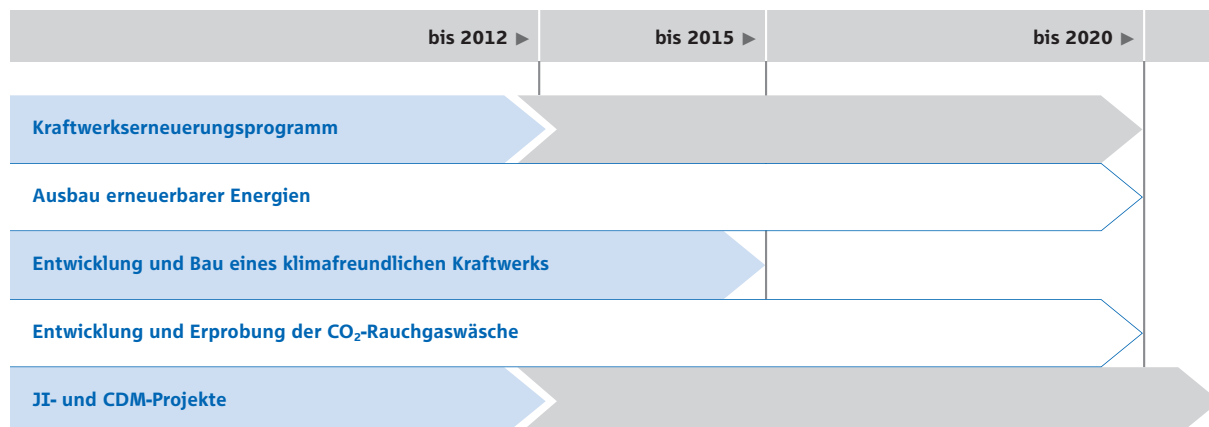 bis 2012 ▶ bis 2015 ▶ bis 2020 ▶
Kraftwerkserneuerungsprogramm
Ausbau erneuerbarer Energien
Entwicklung und Bau eines klimafreundlichen Kraftwerks
Entwicklung und Erprobung der CO₂-Rauchgaswäsche
JI- und CDM-Projekte